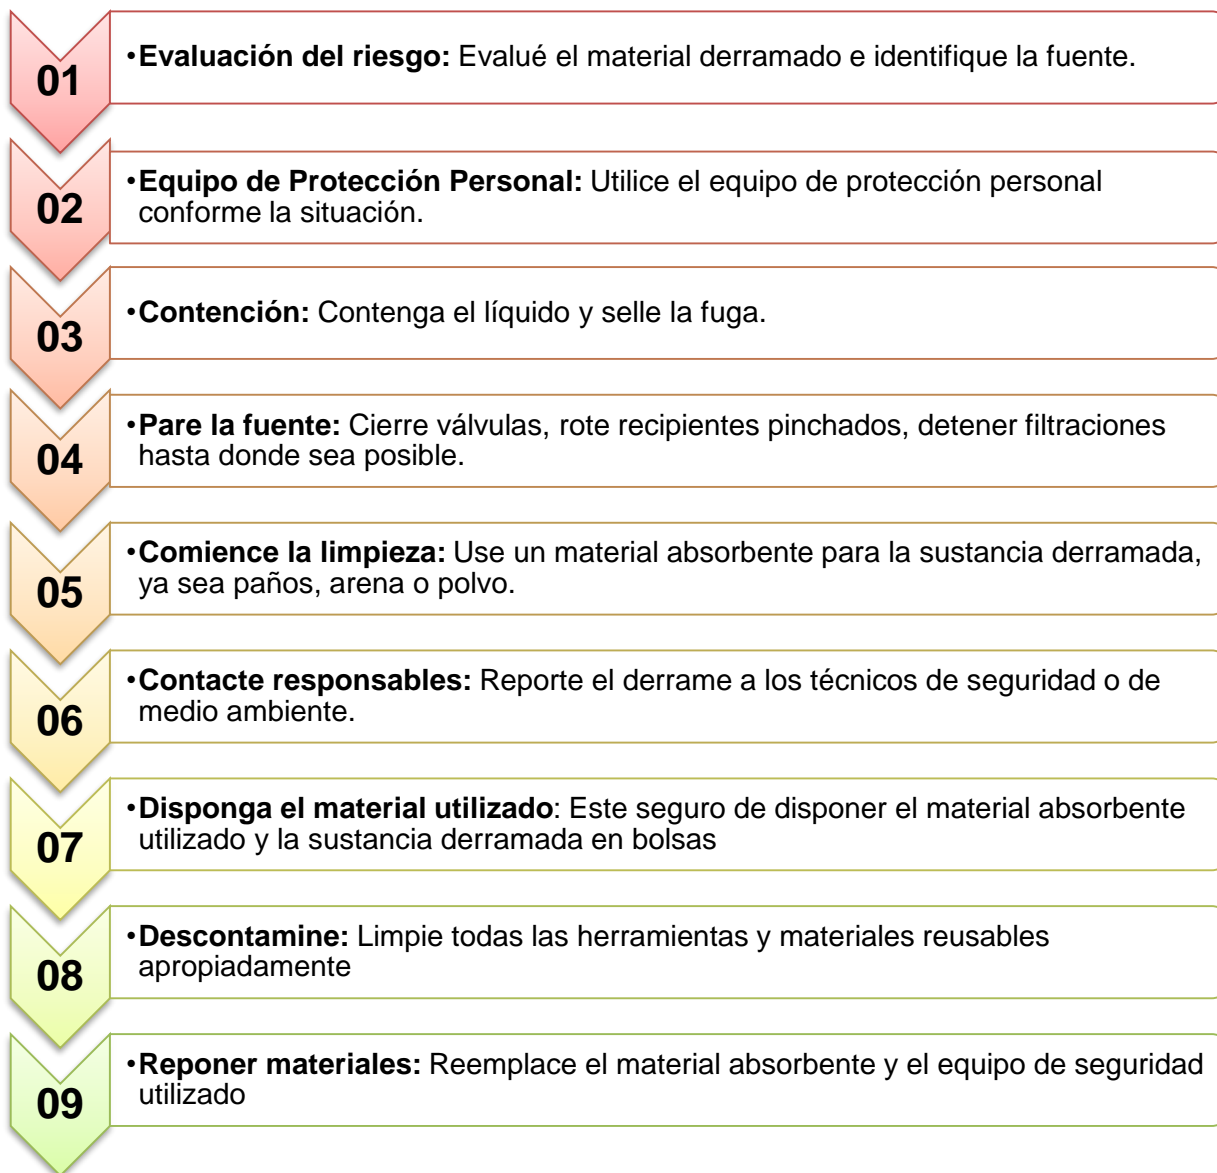 01
•Evaluación del riesgo: Evalué el material derramado e identifique la fuente.
02
•Equipo de Protección Personal: Utilice el equipo de protección personal
conforme la situación.
03
•Contención: Contenga el líquido y selle la fuga.
04
•Pare la fuente: Cierre válvulas, rote recipientes pinchados, detener filtraciones
hasta donde sea posible.
05
•Comience la limpieza: Use un material absorbente para la sustancia derramada,
ya sea paños, arena o polvo.
06
•Contacte responsables: Reporte el derrame a los técnicos de seguridad o de
medio ambiente.
07
•Disponga el material utilizado: Este seguro de disponer el material absorbente
utilizado y la sustancia derramada en bolsas
08
•Descontamine: Limpie todas las herramientas y materiales reusables
apropiadamente
09
•Reponer materiales: Reemplace el material absorbente y el equipo de seguridad
utilizado